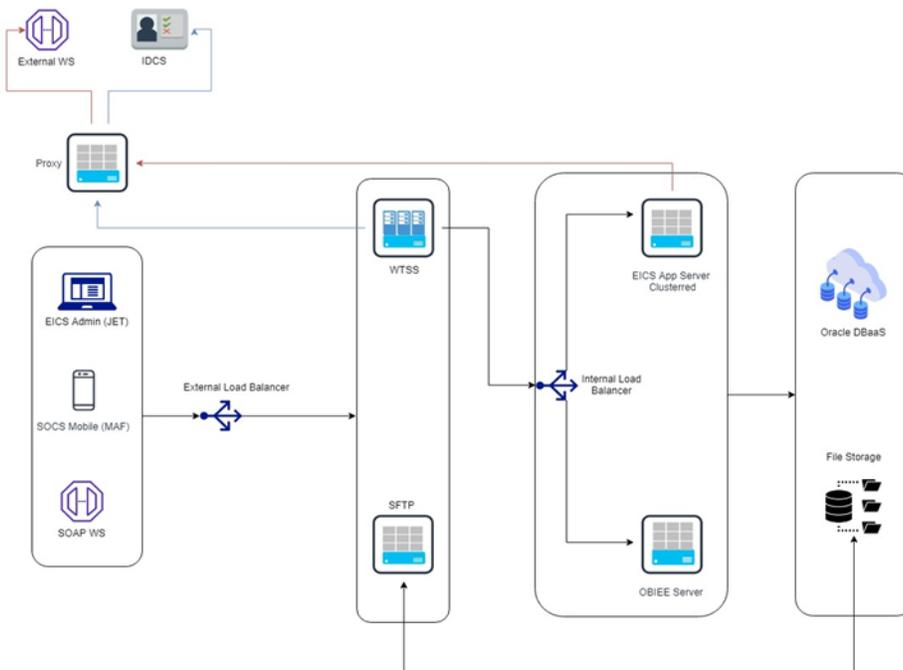 External WS
IDCS
Proxy
WTSS
EICS App Server
Clusterred
EICS Admin (JET)
Oracle DBaaS
External Load Balancer
Internal Load
Balancer
SOCS Mobile (MAF)
File Storage
SFTP
SOAP WS
OBIEE Server